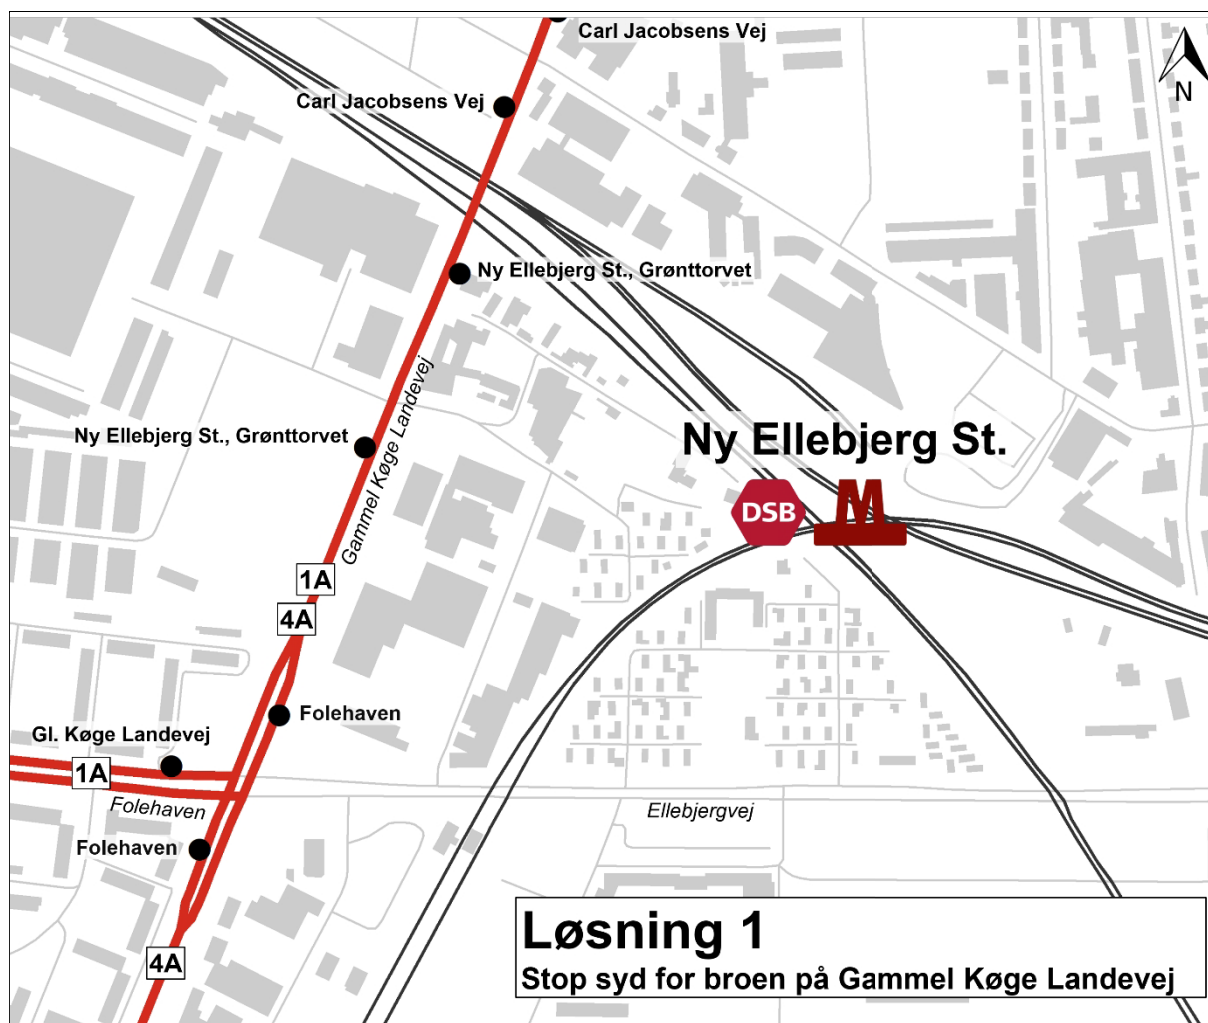 Carl Jacobsens Vej
N
Carl Jacobsens Vej
Ny Ellebjerg St., Grønttorvet
Ny Ellebjerg St., Grønttorvet
Gammel Køge Landevej
Ny Ellebjerg St.
DSB
M
1A
4A
Folehaven
Gl. Køge Landevej
1A
Folehaven
Ellebjergvej
Folehaven
4A
Løsning 1
Stop syd for broen på Gammel Køge Landevej